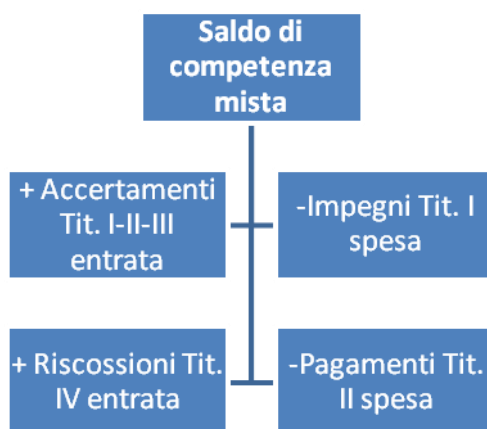 Saldo di
competenza
mista
+ Accertamenti
Tit. I-II-III
entrata
-Impegni Tit. I
spesa
+ Riscossioni Tit.
IV entrata
-Pagamenti Tit.
II spesa